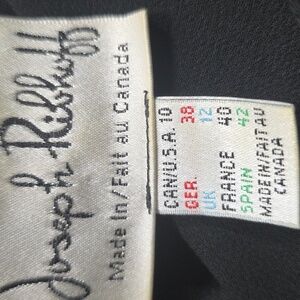 Joseph Ribkoff
Made In/Fait au Canada
CAN/U.S.A. 10
GER. 38
UK 12
FRANCE 40
SPAIN 42
MADE IN/FAIT AU
CANADA